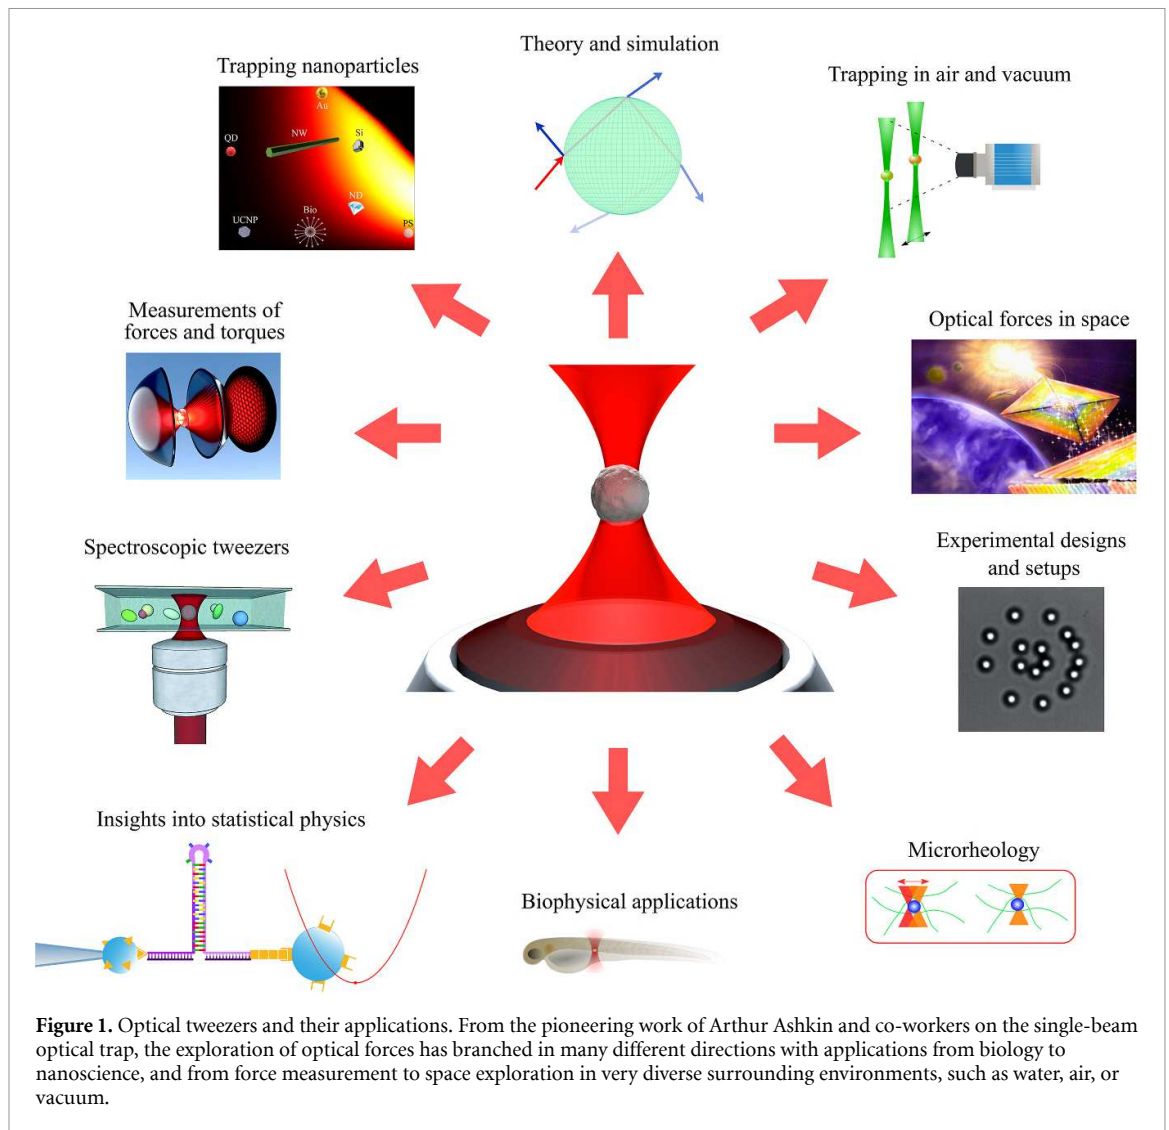 Theory and simulation
Trapping nanoparticles
Trapping in air and vacuum
Au
QD
NW
Si
ND
UCNP
Bio
PS
Measurements of
forces and torques
Optical forces in space
Spectroscopic tweezers
Experimental designs
and setups
Insights into statistical physics
Biophysical applications
Microrheology
Figure 1. Optical tweezers and their applications. From the pioneering work of Arthur Ashkin and co-workers on the single-beam
optical trap, the exploration of optical forces has branched in many different directions with applications from biology to
nanoscience, and from force measurement to space exploration in very diverse surrounding environments, such as water, air, or
vacuum.